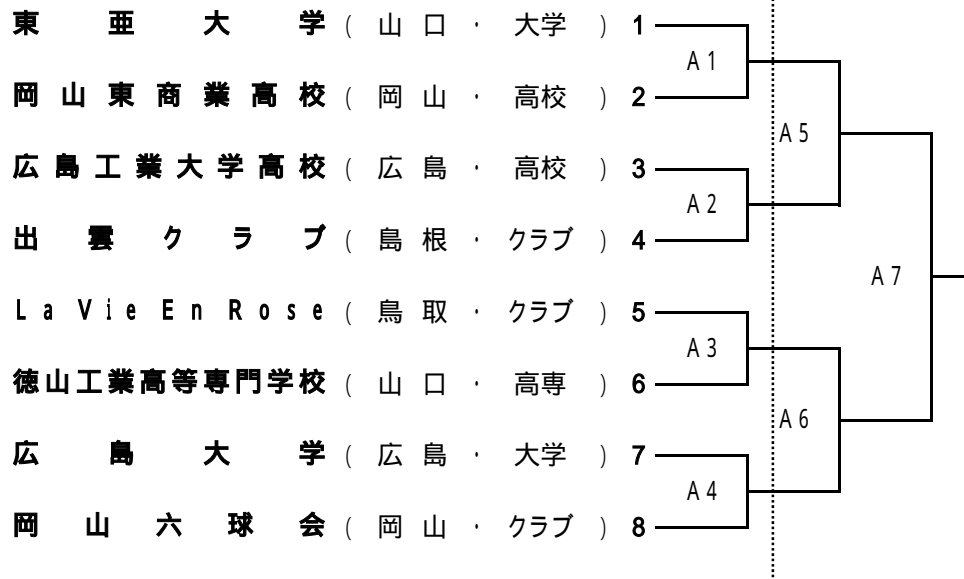 東亜大学（山口・大学）1
A1
岡山東商業高校（岡山・高校）2
A5
広島工業大学高校（広島・高校）3
A2
出雲クラブ（島根・クラブ）4
A7
La Vie En Rose（鳥取・クラブ）5
A3
徳山工業高等専門学校（山口・高専）6
A6
広島大学（広島・大学）7
A4
岡山六球会（岡山・クラブ）8